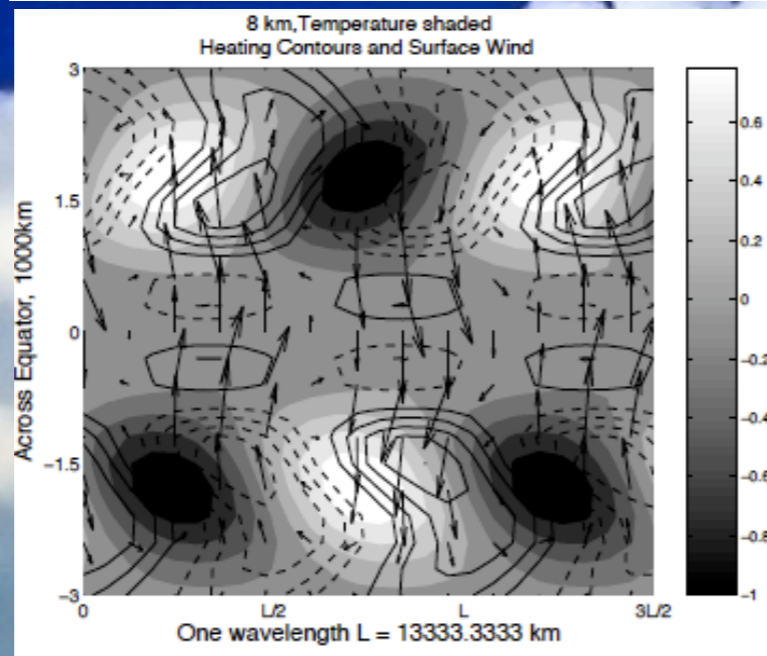 8 km,Temperature shaded
Heating Contours and Surface Wind
Across Equator, 1000km
3
1.5
0
−1.5
−3
0
L/2
L
3L/2
One wavelength L = 13333.3333 km
0.6
0.4
0.2
0
−0.2
−0.4
−0.6
−0.8
−1